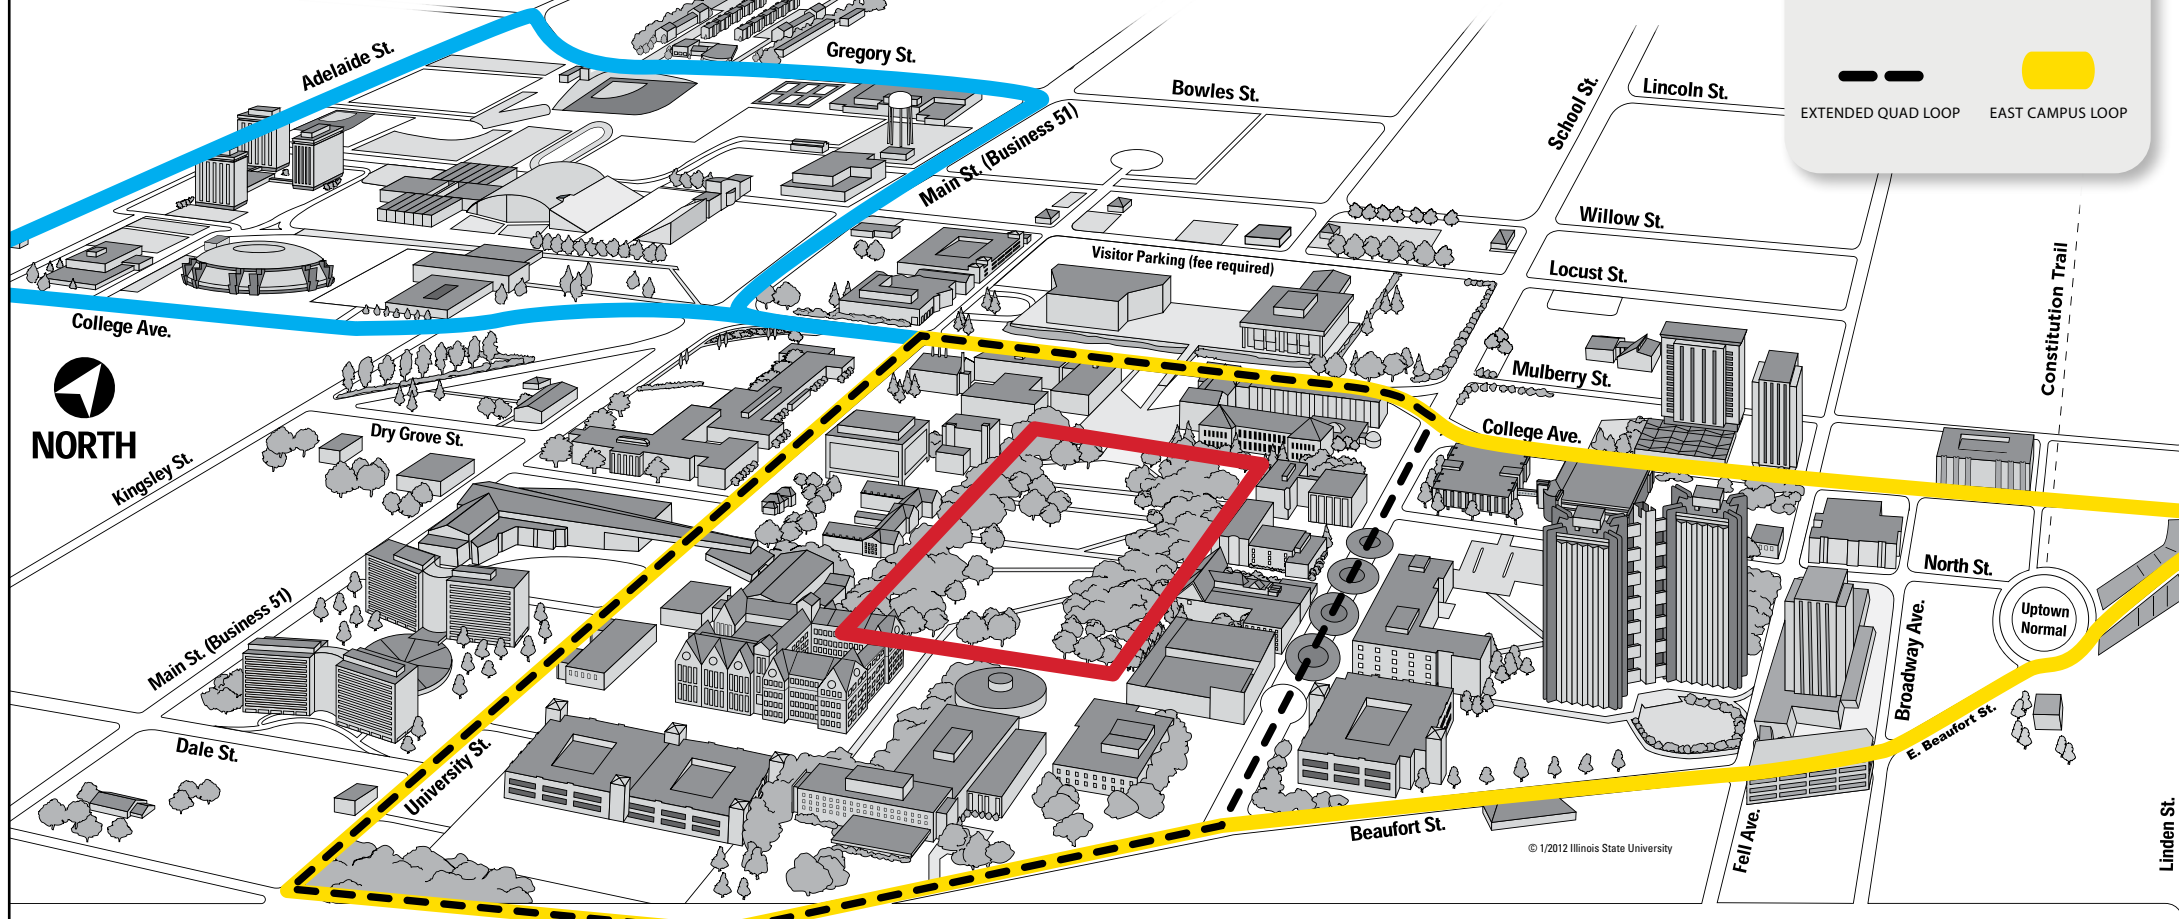 Adelaide St.
Gregory St.
Bowles St.
School St.
Lincoln St.
EXTENDED QUAD LOOP
EAST CAMPUS LOOP
Main St. (Business 51)
Willow St.
Visitor Parking (fee required)
Locust St.
Constitution Trail
College Ave.
NORTH
Mulberry St.
Dry Grove St.
College Ave.
Kingsley St.
North St.
Uptown
Normal
Main St. (Business 51)
Broadway Ave.
E. Beaufort St.
Dale St.
University St.
Beaufort St.
© 1/2012 Illinois State University
Fell Ave.
Linden St.